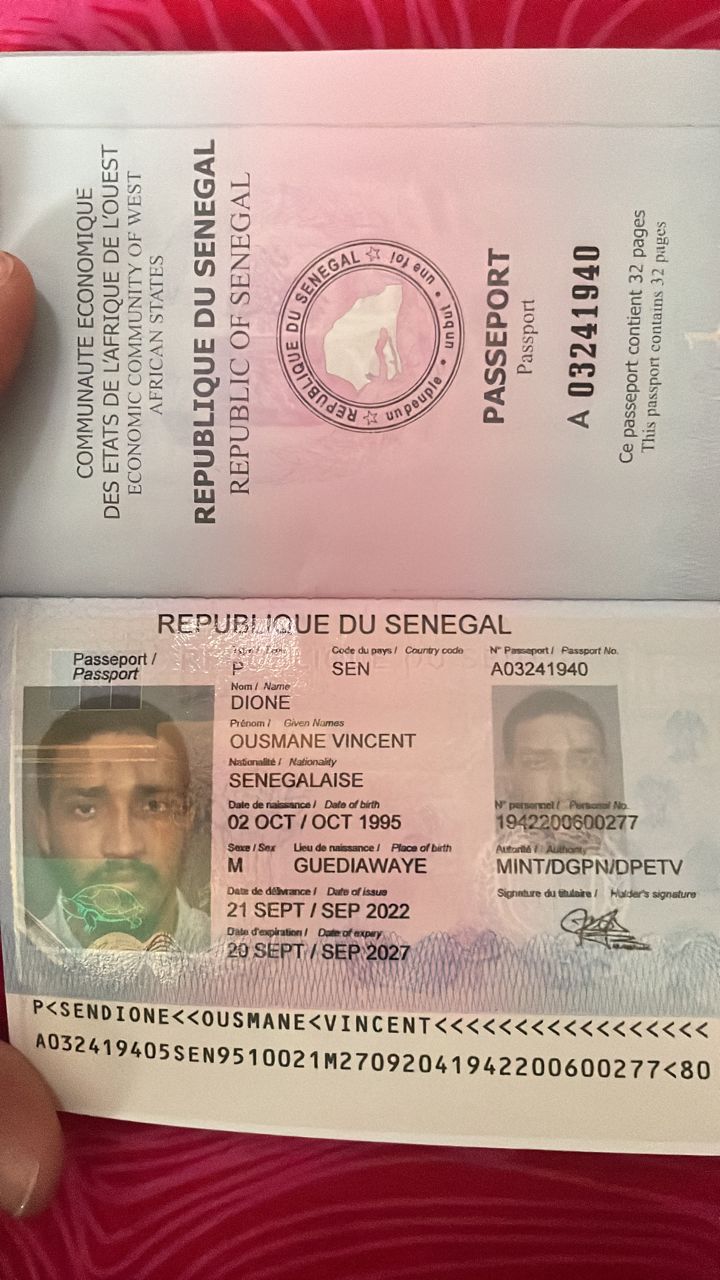 COMMUNAUTE ECONOMIQUE
DES ETATS DE L'AFRIQUE DE L'OUEST
ECONOMIC COMMUNITY OF WEST
AFRICAN STATES
REPUBLIQUE DU SENEGAL
REPUBLIC OF SENEGAL
REPUBLIQUE DU SENEGAL
un peuple • un but • une foi
PASSEPORT
Passport
A 03241940
Ce passeport contient 32 pages
This passport contains 32 pages
REPUBLIQUE DU SENEGAL
Passeport /
Passport
P
Code du pays / Country code
SEN
N° Passeport / Passport No.
A03241940
Nom / Name
DIONE
Prénom / Given Names
OUSMANE VINCENT
Nationalité / Nationality
SENEGALAISE
Date de naissance / Date of birth
02 OCT / OCT 1995
N° personnel / Personal No.
1942200600277
Sexe / Sex
M
Lieu de naissance / Place of birth
GUEDIAWAYE
Autorité / Authority
MINT/DGPN/DPETV
Date de délivrance / Date of issue
21 SEPT / SEP 2022
Signature du titulaire / Holder's signature
Date d'expiration / Date of expiry
20 SEPT / SEP 2027
P<SENDIONE<<OUSMANE<VINCENT<<<<<<<<<<<<<<<<<
A032419405SEN9510021M27092041942200600277<80